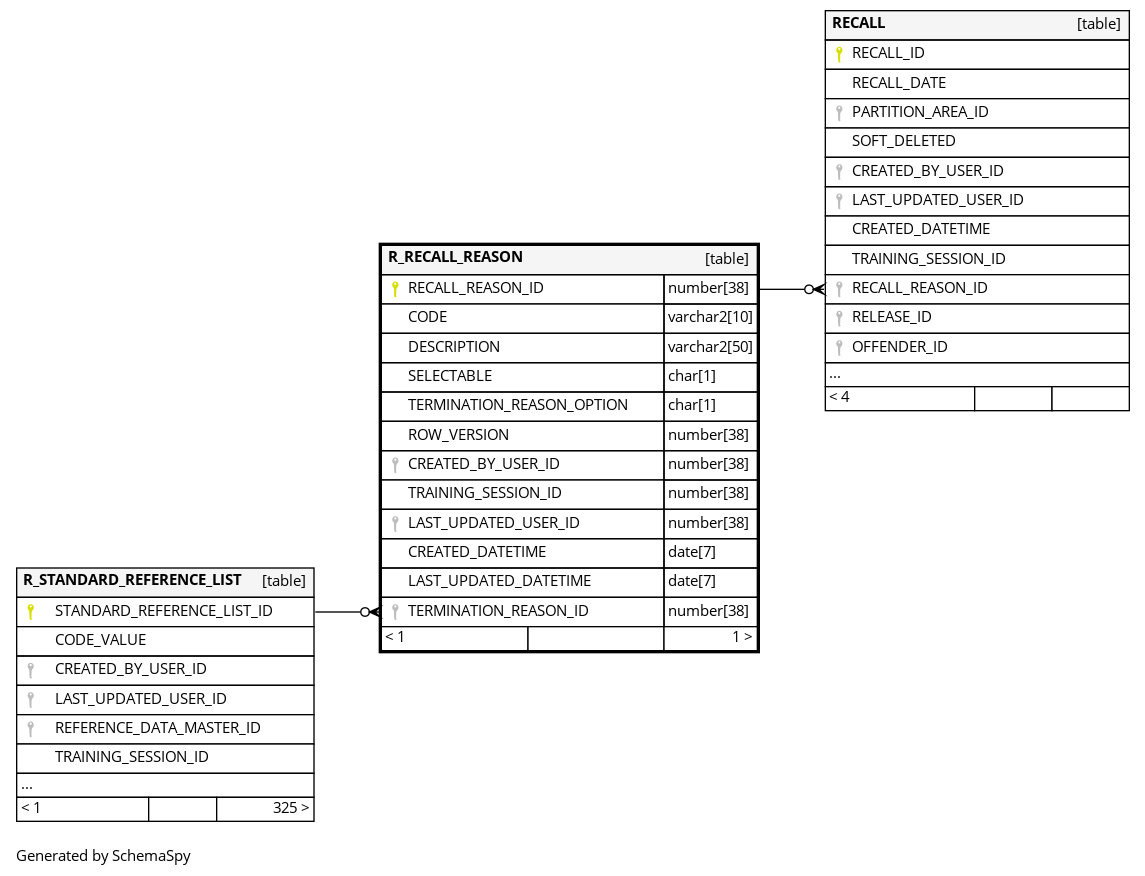 RECALL [table]
RECALL_ID
RECALL_DATE
PARTITION_AREA_ID
SOFT_DELETED
CREATED_BY_USER_ID
LAST_UPDATED_USER_ID
CREATED_DATETIME
TRAINING_SESSION_ID
RECALL_REASON_ID
RELEASE_ID
OFFENDER_ID
...
< 4
R_RECALL_REASON [table]
RECALL_REASON_ID number[38]
CODE varchar2[10]
DESCRIPTION varchar2[50]
SELECTABLE char[1]
TERMINATION_REASON_OPTION char[1]
ROW_VERSION number[38]
CREATED_BY_USER_ID number[38]
TRAINING_SESSION_ID number[38]
LAST_UPDATED_USER_ID number[38]
CREATED_DATETIME date[7]
LAST_UPDATED_DATETIME date[7]
TERMINATION_REASON_ID number[38]
< 1 1 >
R_STANDARD_REFERENCE_LIST [table]
STANDARD_REFERENCE_LIST_ID
CODE_VALUE
CREATED_BY_USER_ID
LAST_UPDATED_USER_ID
REFERENCE_DATA_MASTER_ID
TRAINING_SESSION_ID
...
< 1 325 >
Generated by SchemaSpy